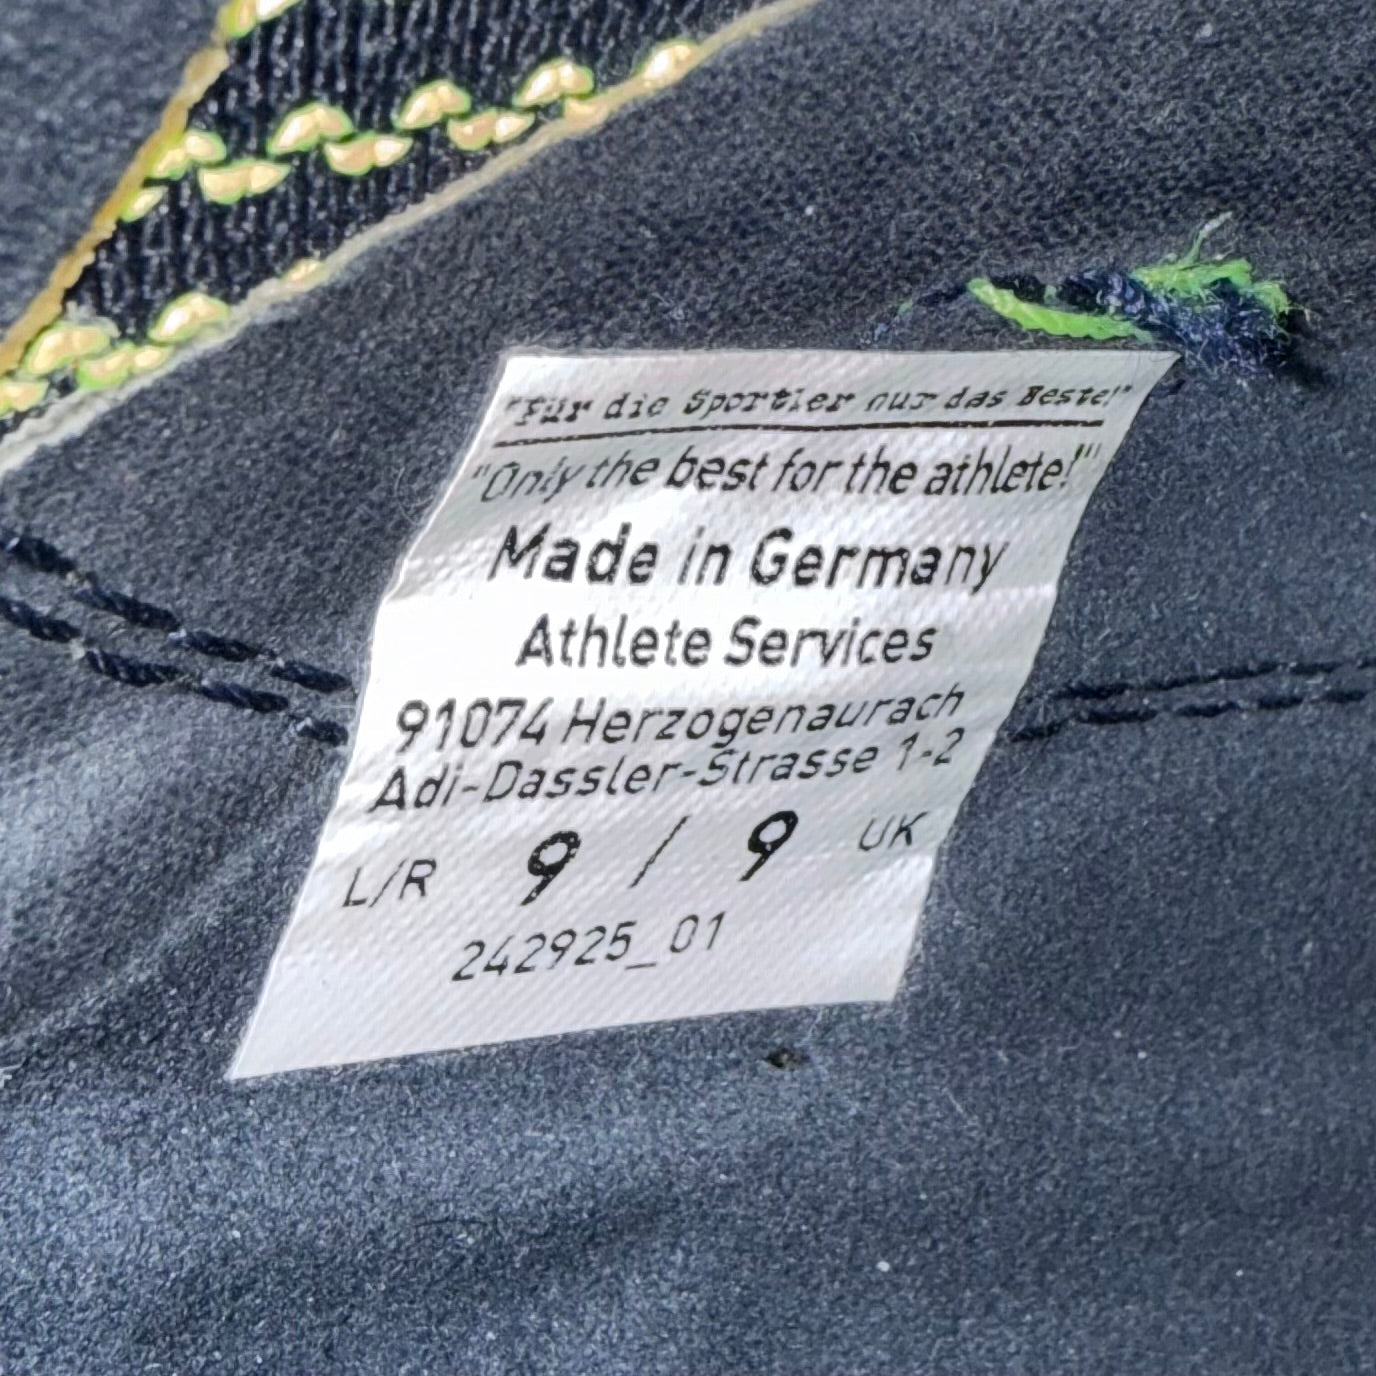 "Für die Sportler nur das Beste!"
"Only the best for the athlete!"
Made in Germany
Athlete Services
91074 Herzogenaurach
Adi-Dassler-Strasse 1-2
L/R 9 / 9 UK
242925_01